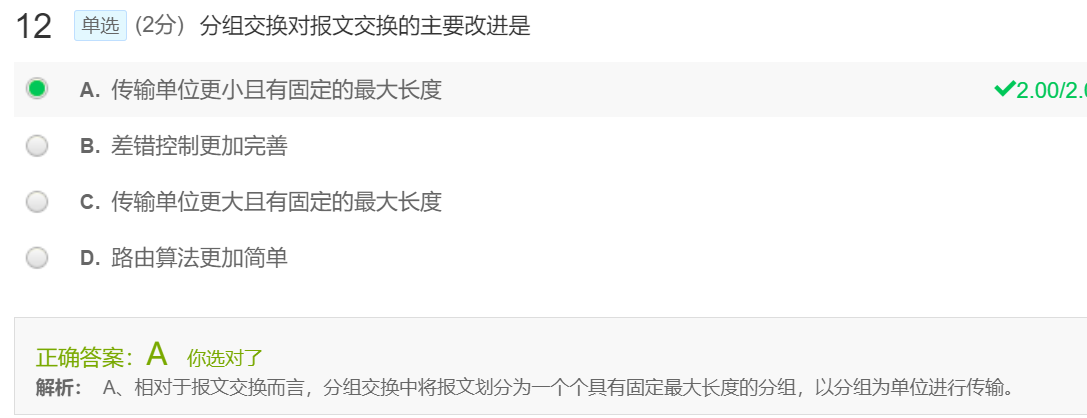 12 单选 (2分) 分组交换对报文交换的主要改进是
A. 传输单位更小且有固定的最大长度 2.00/2.
B. 差错控制更加完善
C. 传输单位更大且有固定的最大长度
D. 路由算法更加简单
正确答案：A 你选对了
解析： A、相对于报文交换而言，分组交换中将报文划分为一个个具有固定最大长度的分组，以分组为单位进行传输。